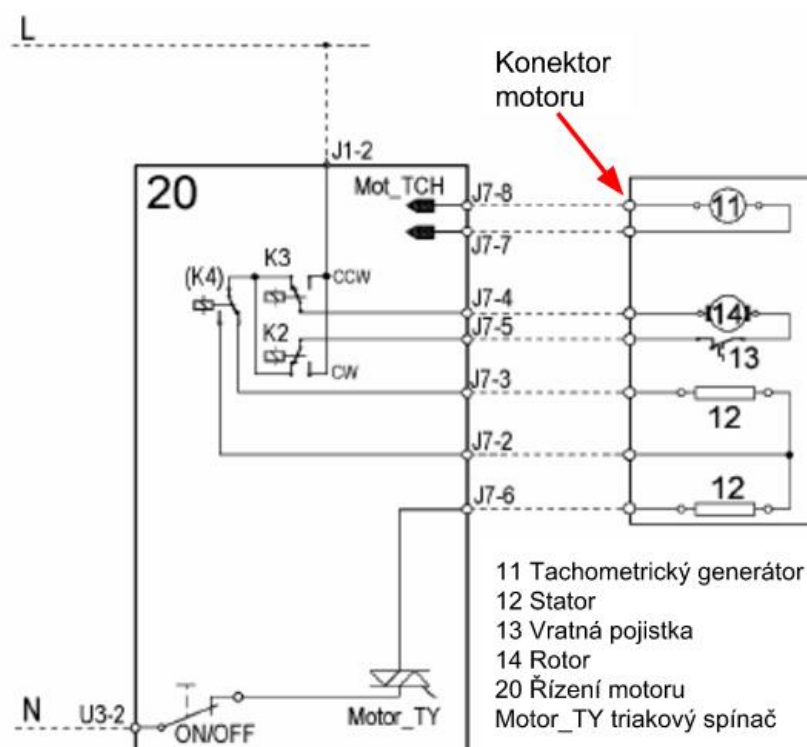 L
Konektor
motoru
J1-2
20
Mot_TCH
J7-8
11
J7-7
K3
(K4)
CCW
J7-4
14
J7-5
K2
13
CW
J7-3
12
J7-2
12
J7-6
11 Tachometrický generátor
12 Stator
13 Vratná pojistka
14 Rotor
20 Řízení motoru
Motor_TY triakový spínač
N
U3-2
ON/OFF
Motor_TY